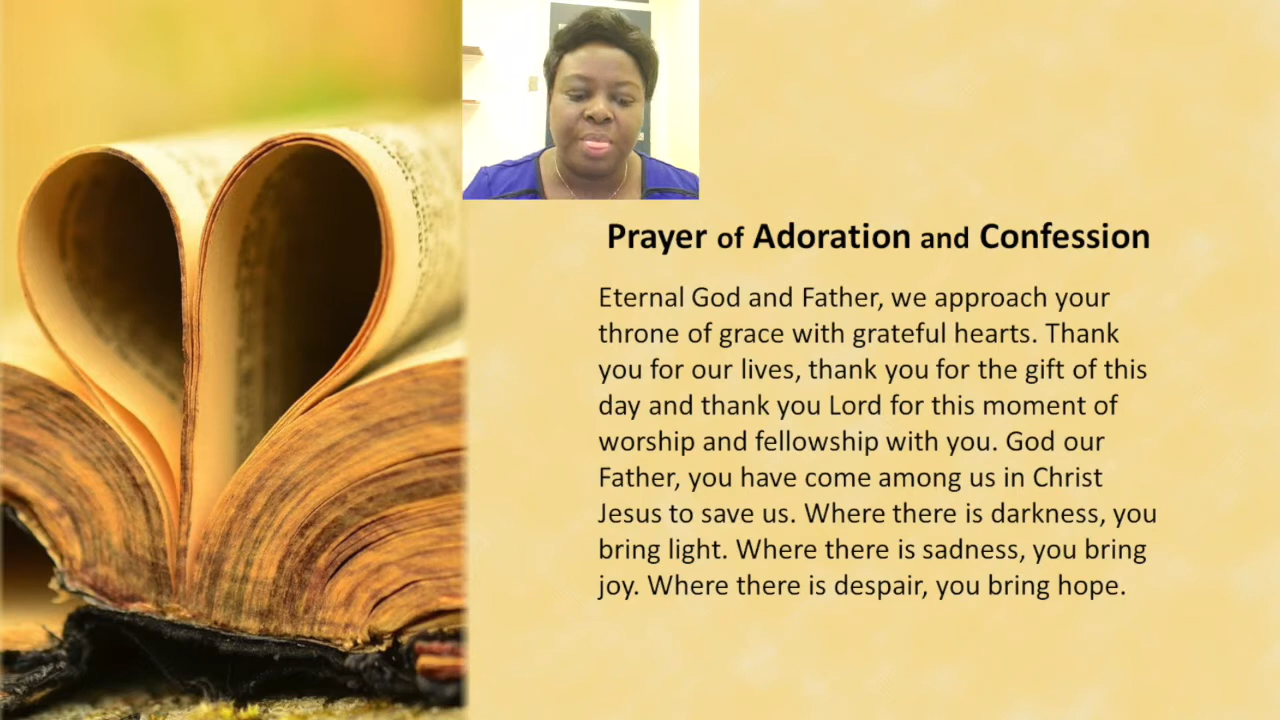 Prayer of Adoration and Confession
Eternal God and Father, we approach your
throne of grace with grateful hearts. Thank
you for our lives, thank you for the gift of this
day and thank you Lord for this moment of
worship and fellowship with you. God our
Father, you have come among us in Christ
Jesus to save us. Where there is darkness, you
bring light. Where there is sadness, you bring
joy. Where there is despair, you bring hope.